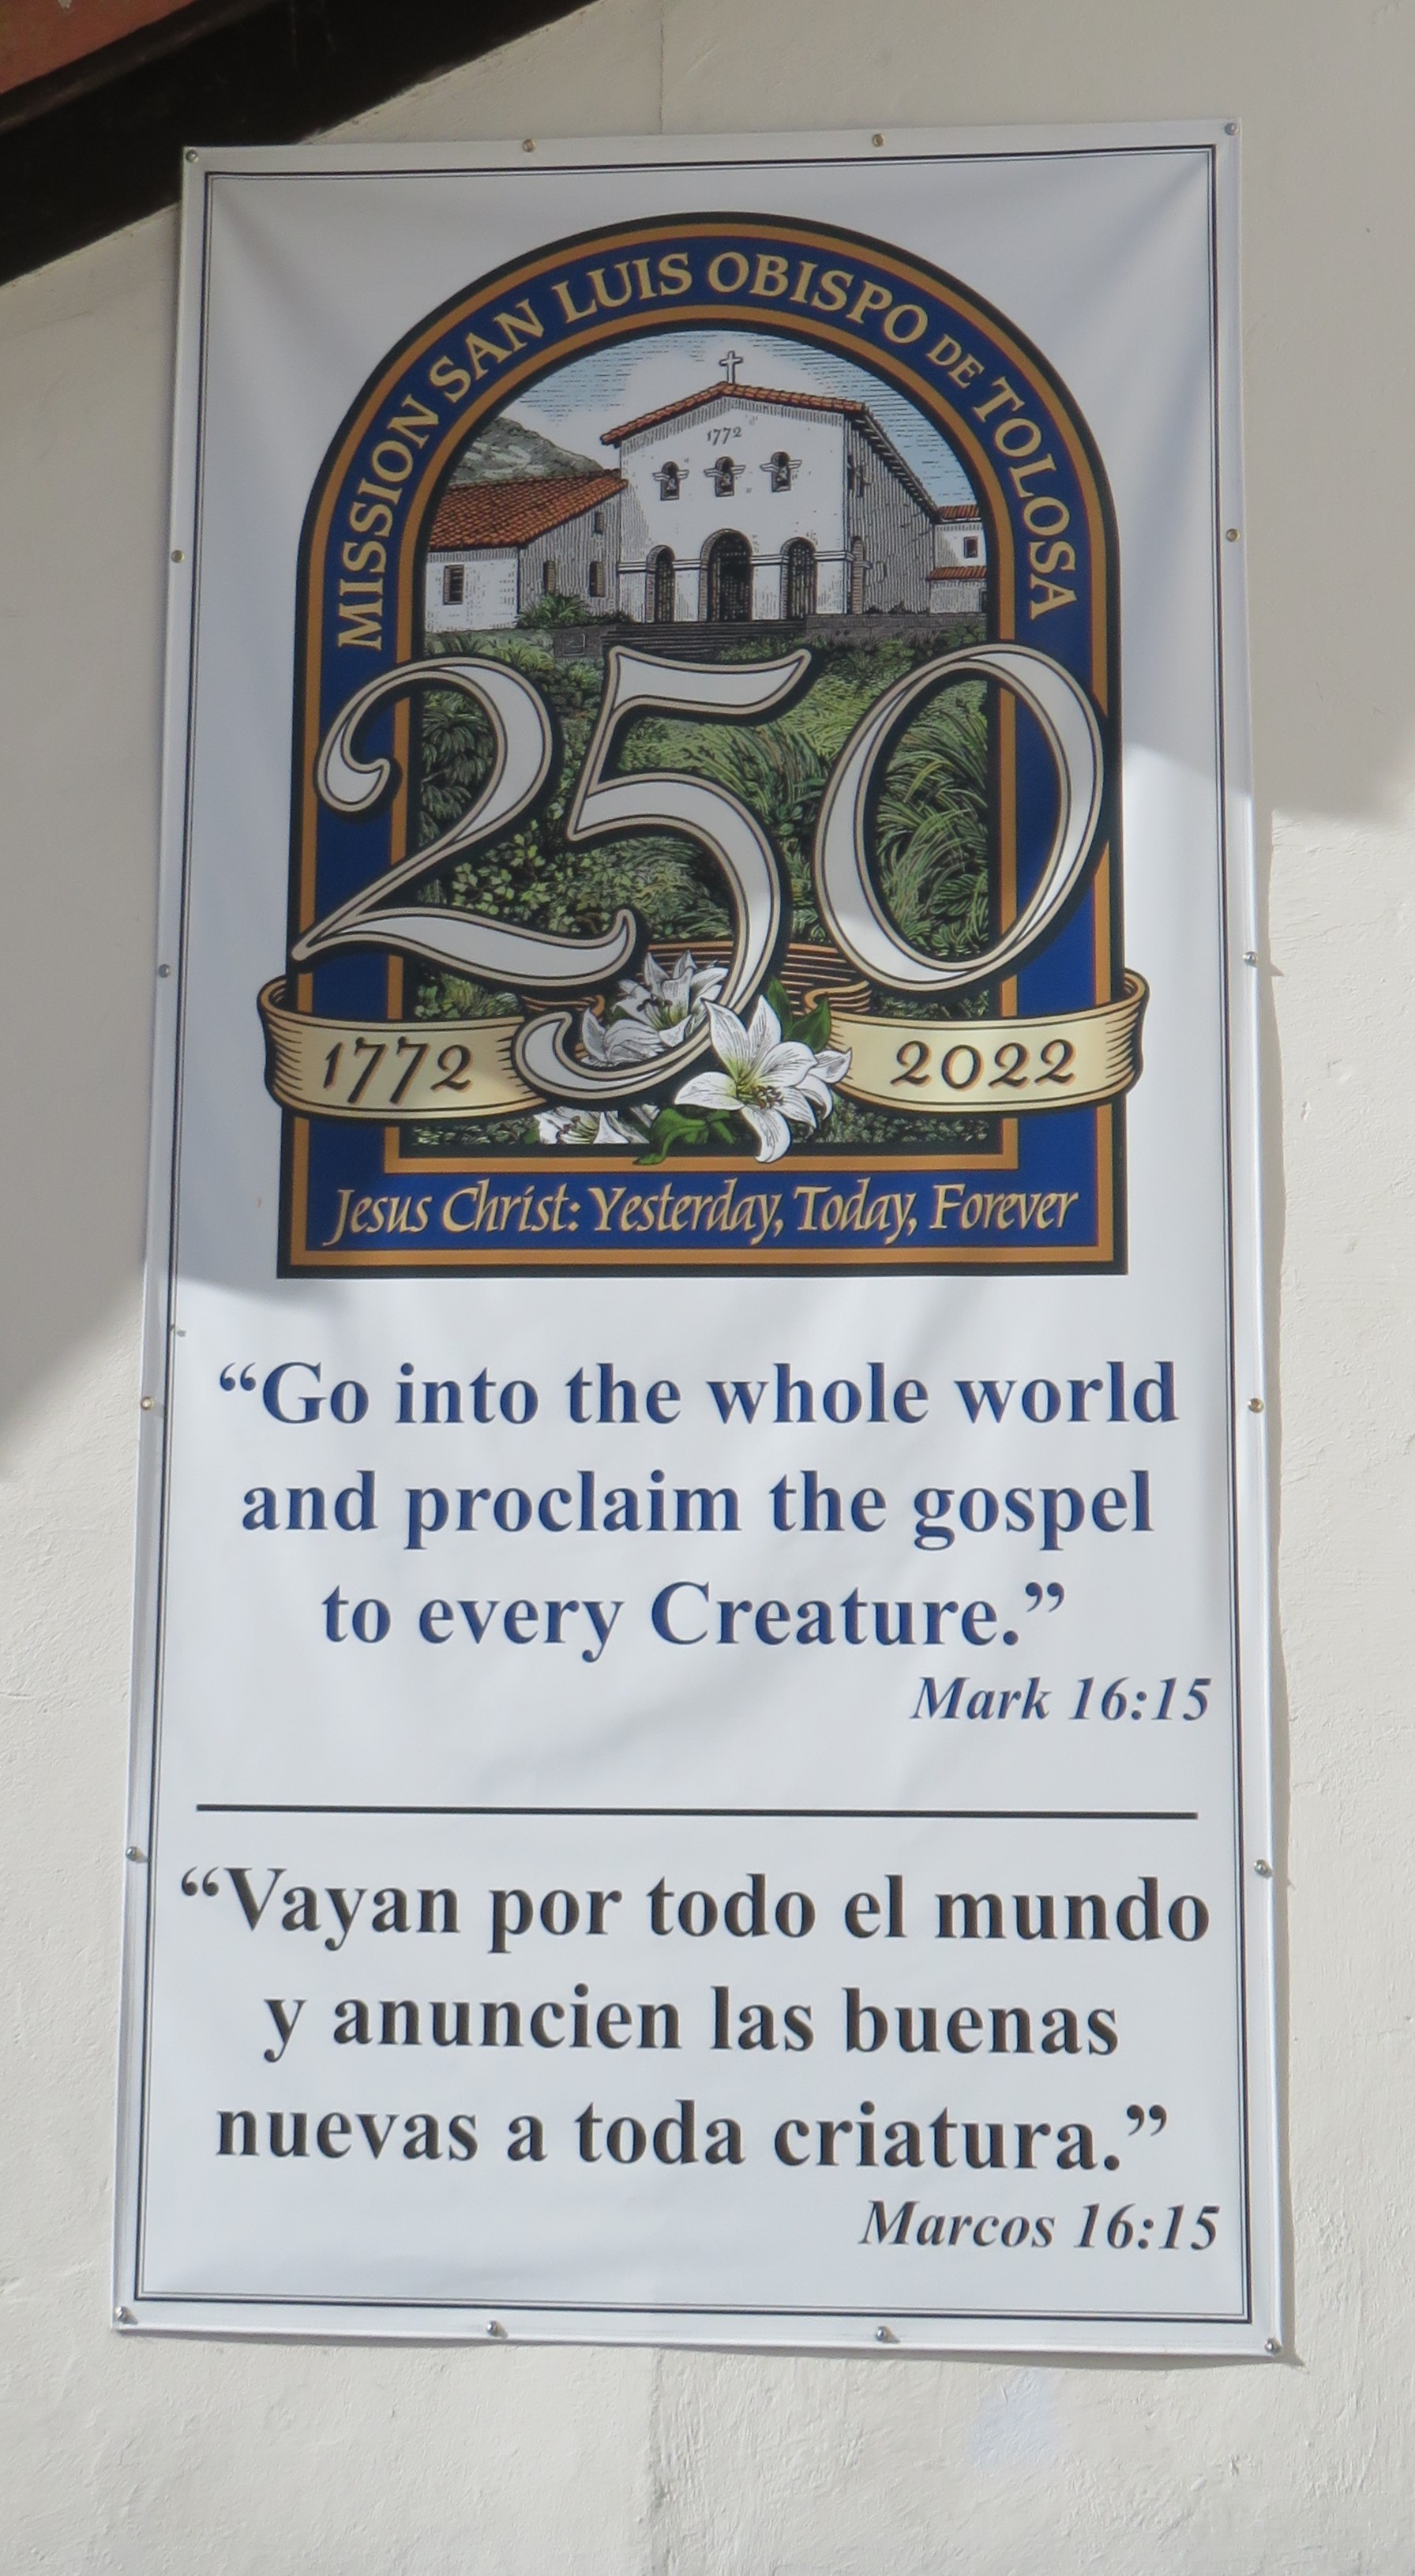 MISSION SAN LUIS OBISPO DE TOLOSA
1772
250
1772
2022
Jesus Christ: Yesterday, Today, Forever
“Go into the whole world
and proclaim the gospel
to every Creature.”
Mark 16:15
“Vayan por todo el mundo
y anuncien las buenas
nuevas a toda criatura.”
Marcos 16:15